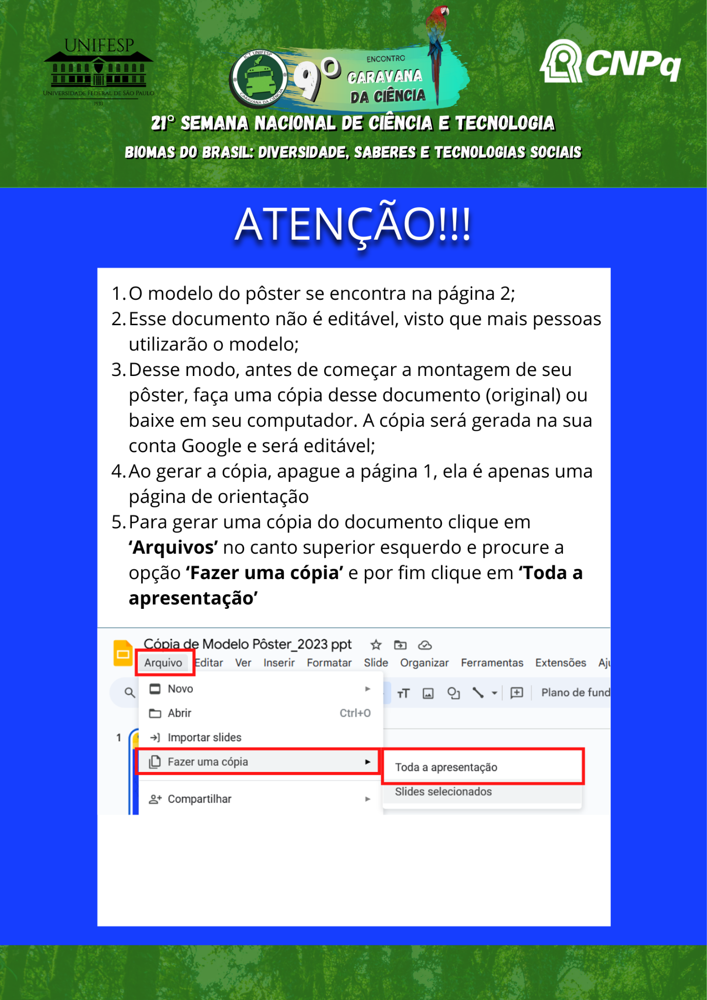 UNIFESP
UNIVERSIDADE FEDERAL DE SÃO PAULO
1933
ICT UNIFESP
CARAVANA DA CIÊNCIA
9º
ENCONTRO
CARAVANA
DA CIÊNCIA
CNPq
21º SEMANA NACIONAL DE CIÊNCIA E TECNOLOGIA
BIOMAS DO BRASIL: DIVERSIDADE, SABERES E TECNOLOGIAS SOCIAIS
ATENÇÃO!!!
1. O modelo do pôster se encontra na página 2;
2. Esse documento não é editável, visto que mais pessoas
utilizarão o modelo;
3. Desse modo, antes de começar a montagem de seu
pôster, faça uma cópia desse documento (original) ou
baixe em seu computador. A cópia será gerada na sua
conta Google e será editável;
4. Ao gerar a cópia, apague a página 1, ela é apenas uma
página de orientação
5. Para gerar uma cópia do documento clique em
‘Arquivos’ no canto superior esquerdo e procure a
opção ‘Fazer uma cópia’ e por fim clique em ‘Toda a
apresentação’
Cópia de Modelo Pôster_2023 ppt
Arquivo Editar Ver Inserir Formatar Slide Organizar Ferramentas Extensões Aju
Novo
Plano de fund
Abrir Ctrl+O
1
Importar slides
Fazer uma cópia
Toda a apresentação
Slides selecionados
Compartilhar